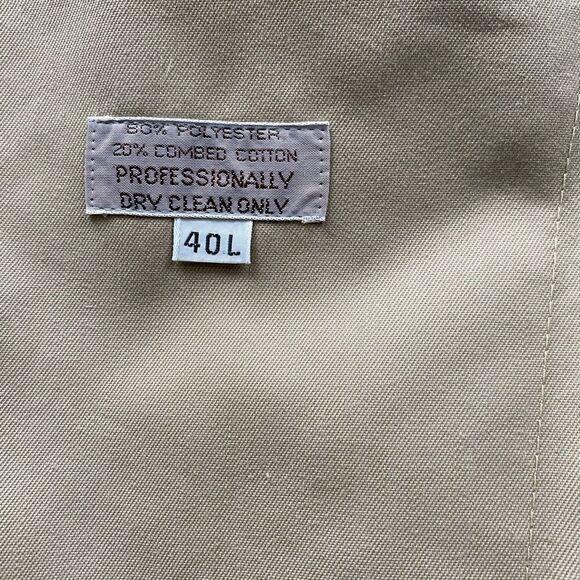 80% POLYESTER
20% COMBED COTTON
PROFESSIONALLY
DRY CLEAN ONLY
40L